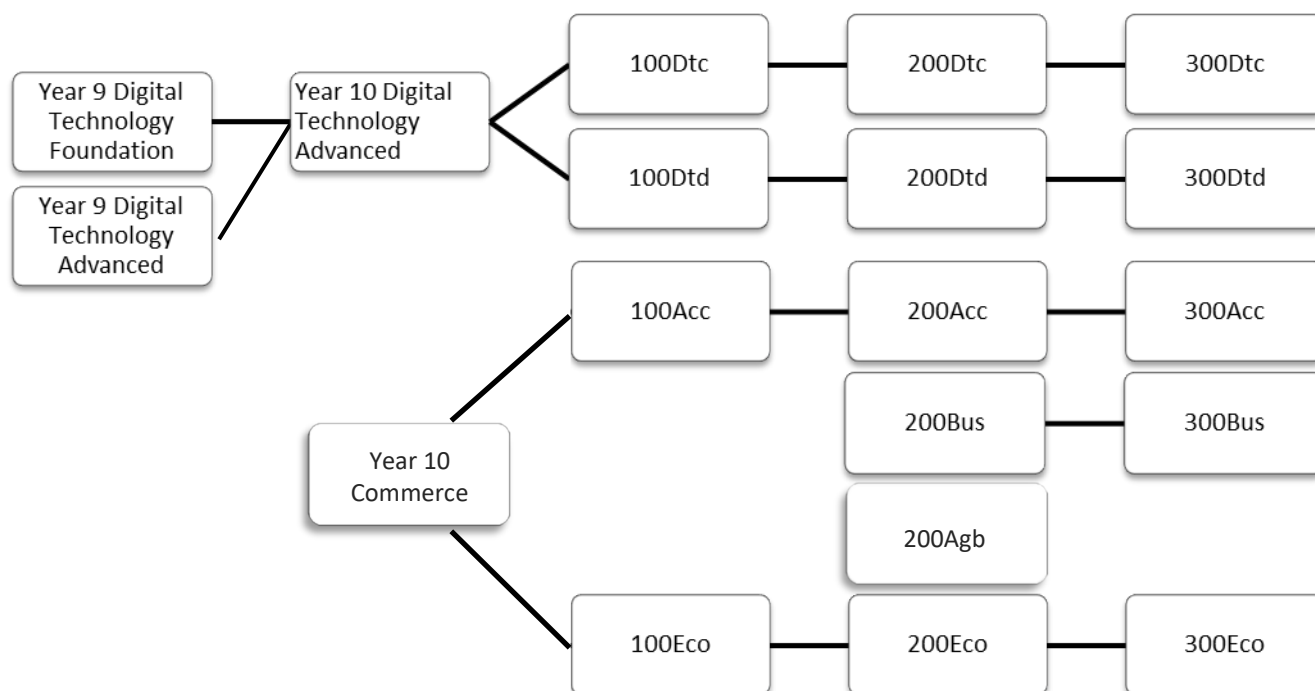 Year 9 Digital
Technology
Foundation
Year 9 Digital
Technology
Advanced
Year 10 Digital
Technology
Advanced
100Dtc
200Dtc
300Dtc
100Dtd
200Dtd
300Dtd
Year 10
Commerce
100Acc
200Acc
300Acc
200Bus
300Bus
200Agb
100Eco
200Eco
300Eco